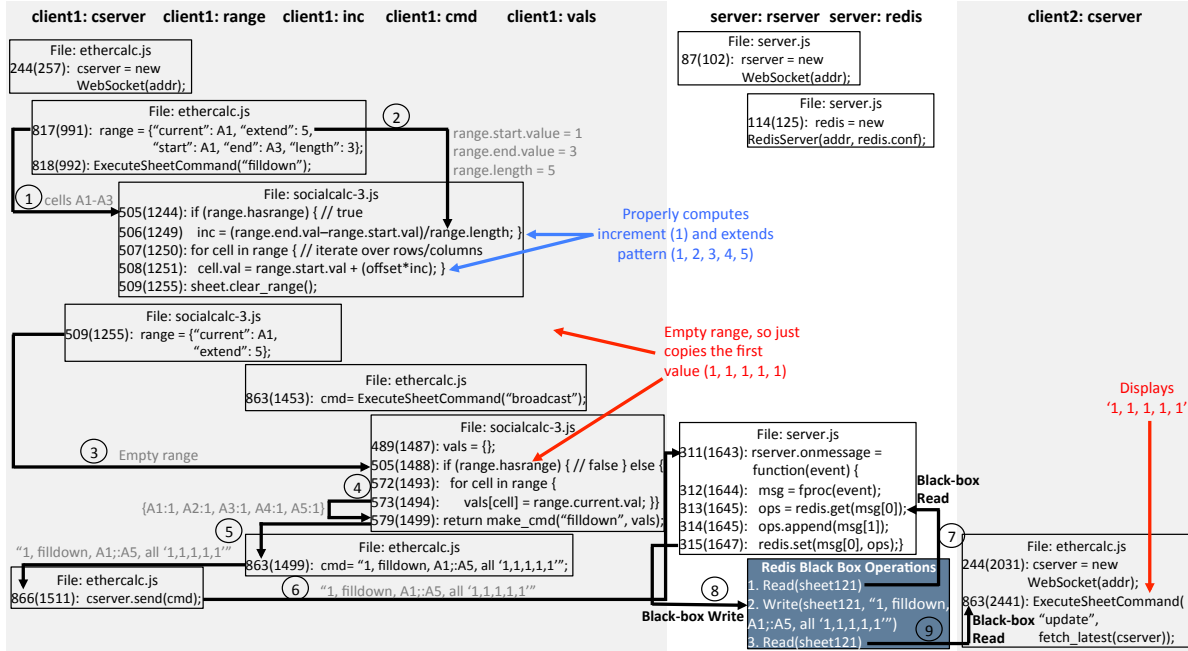 client1: cserver client1: range client1: inc client1: cmd client1: vals server: rserver server: redis client2: cserver
File: ethercalc.js
244(257): cserver = new
WebSocket(addr);
File: server.js
87(102): rserver = new
WebSocket(addr);
File: server.js
114(125): redis = new
RedisServer(addr, redis.conf);
File: ethercalc.js
817(991): range = {“current”: A1, “extend”: 5,
“start”: A1, “end”: A3, “length”: 3};
818(992): ExecuteSheetCommand(“filldown”);
2
range.start.value = 1
range.end.value = 3
range.length = 5
1
cells A1-A3
File: socialcalc-3.js
505(1244): if (range.hasrange) { // true
506(1249) inc = (range.end.val–range.start.val)/range.length; }
507(1250): for cell in range { // iterate over rows/columns
508(1251): cell.val = range.start.val + (offset*inc); }
509(1255): sheet.clear_range();
Properly computes
increment (1) and extends
pattern (1, 2, 3, 4, 5)
File: socialcalc-3.js
509(1255): range = {“current”: A1,
“extend”: 5};
Empty range, so just
copies the first
value (1, 1, 1, 1, 1)
File: ethercalc.js
863(1453): cmd= ExecuteSheetCommand(“broadcast”);
Displays
‘1, 1, 1, 1, 1’
3
Empty range
File: socialcalc-3.js
489(1487): vals = {};
505(1488): if (range.hasrange) { // false } else {
572(1493): for cell in range {
573(1494): vals[cell] = range.current.val; }}
579(1499): return make_cmd(“filldown”, vals);
4
{A1:1, A2:1, A3:1, A4:1, A5:1}
File: server.js
311(1643): rserver.onmessage =
function(event) {
312(1644): msg = fproc(event);
313(1645): ops = redis.get(msg[0]);
314(1645): ops.append(msg[1]);
315(1647): redis.set(msg[0], ops);}
Black-box
Read
7
5
“1, filldown, A1;:A5, all ‘1,1,1,1,1’”
File: ethercalc.js
863(1499): cmd= “1, filldown, A1;:A5, all ‘1,1,1,1,1’”;
File: ethercalc.js
866(1511): cserver.send(cmd);
6
“1, filldown, A1;:A5, all ‘1,1,1,1,1’”
8
Black-box Write
Redis Black Box Operations
1. Read(sheet121)
2. Write(sheet121, “1, filldown,
A1;:A5, all ‘1,1,1,1,1’”)
3. Read(sheet121)
9
File: ethercalc.js
244(2031): cserver = new
WebSocket(addr);
863(2441): ExecuteSheetCommand(
“update”,
fetch_latest(cserver));
Black-box
Read